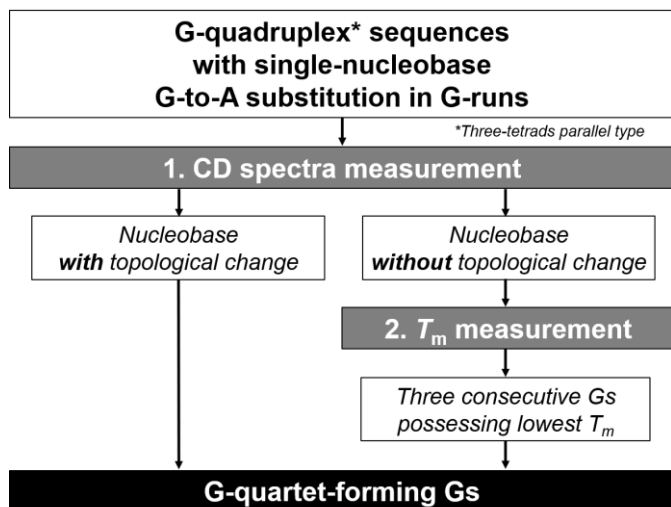 G-quadruplex* sequences
with single-nucleobase
G-to-A substitution in G-runs
*Three-tetrads parallel type
1. CD spectra measurement
Nucleobase
with topological change
Nucleobase
without topological change
2. Tm measurement
Three consecutive Gs
possessing lowest Tm
G-quartet-forming Gs